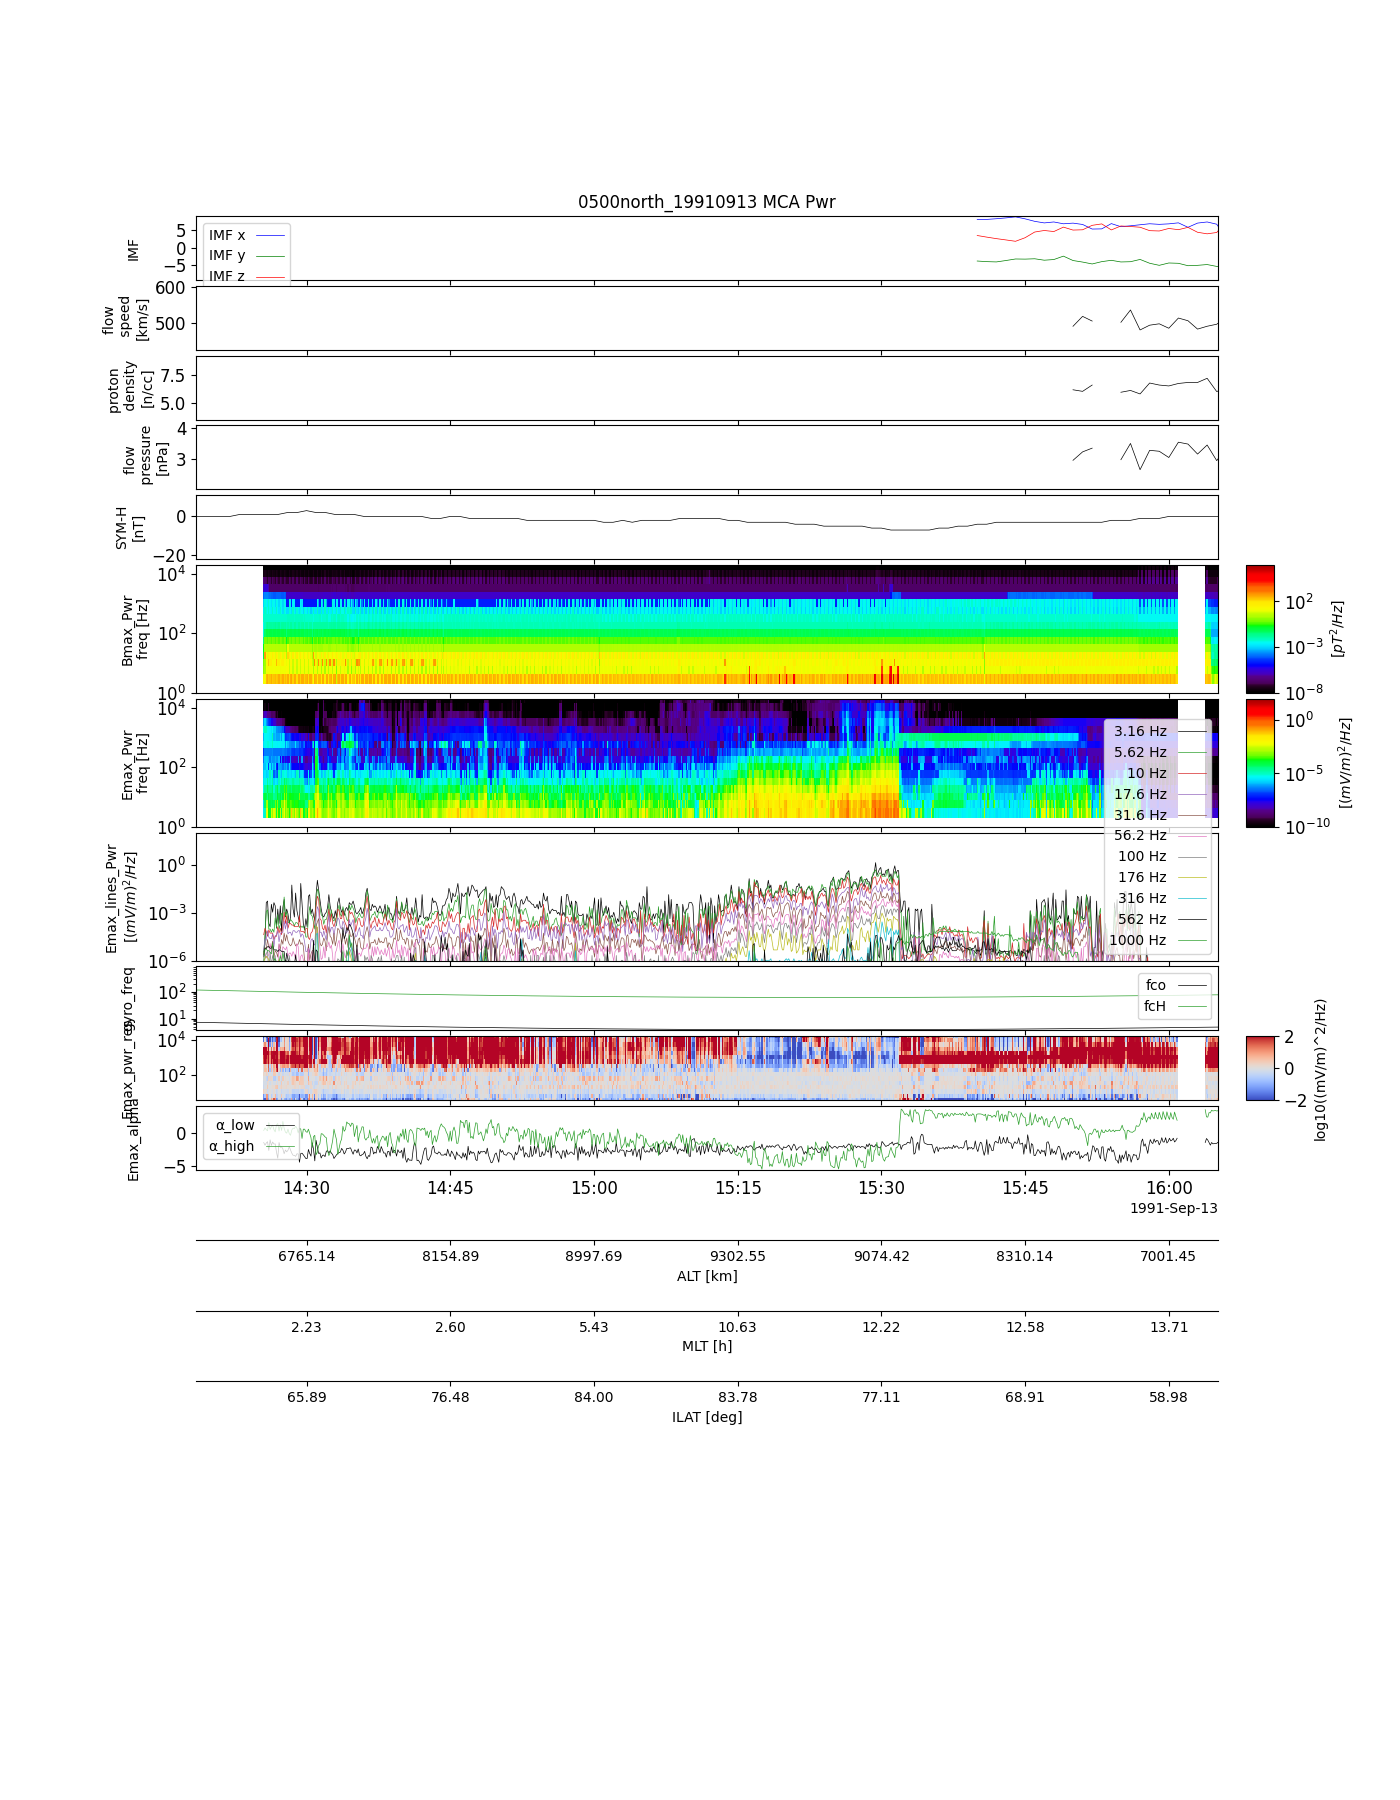 0500north_19910913 MCA Pwr
IMF
5
0
−5
IMF x
IMF y
IMF z
flow
speed
[km/s]
600
500
proton
density
[n/cc]
7.5
5.0
flow
pressure
[nPa]
4
3
SYM-H
[nT]
0
−20
Bmax_Pwr
freq [Hz]
10^4
10^2
10^0
10^2
10^−3
10^−8
[pT^2/Hz]
Emax_Pwr
freq [Hz]
10^4
10^2
10^0
10^0
10^−5
10^−10
[(mV/m)^2/Hz]
3.16 Hz
5.62 Hz
10 Hz
17.6 Hz
31.6 Hz
56.2 Hz
100 Hz
176 Hz
316 Hz
562 Hz
1000 Hz
Emax_lines_Pwr
[(mV/m)^2/Hz]
10^0
10^−3
10^−6
gyro_freq
10^2
10^1
fco
fcH
Emax_pwr_reg
10^4
10^2
2
0
−2
log10((mV/m)^2/Hz)
Emax_alpha
0
−5
α_low
α_high
14:30 14:45 15:00 15:15 15:30 15:45 16:00
1991-Sep-13
6765.14 8154.89 8997.69 9302.55 9074.42 8310.14 7001.45
ALT [km]
2.23 2.60 5.43 10.63 12.22 12.58 13.71
MLT [h]
65.89 76.48 84.00 83.78 77.11 68.91 58.98
ILAT [deg]